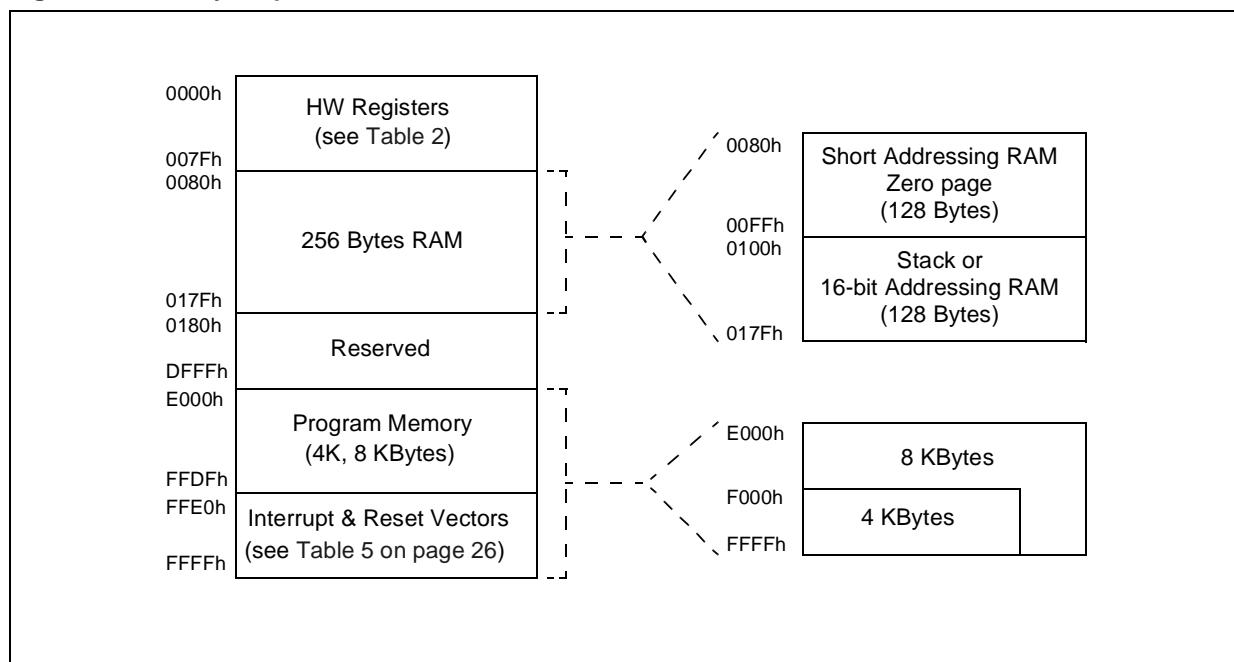 0000h
HW Registers
(see Table 2)
007Fh
0080h
256 Bytes RAM
017Fh
0180h
Reserved
DFFFh
E000h
Program Memory
(4K, 8 KBytes)
FFDFh
FFE0h
Interrupt & Reset Vectors
(see Table 5 on page 26)
FFFFh
0080h
Short Addressing RAM
Zero page
(128 Bytes)
00FFh
0100h
Stack or
16-bit Addressing RAM
(128 Bytes)
017Fh
E000h
8 KBytes
F000h
4 KBytes
FFFFh